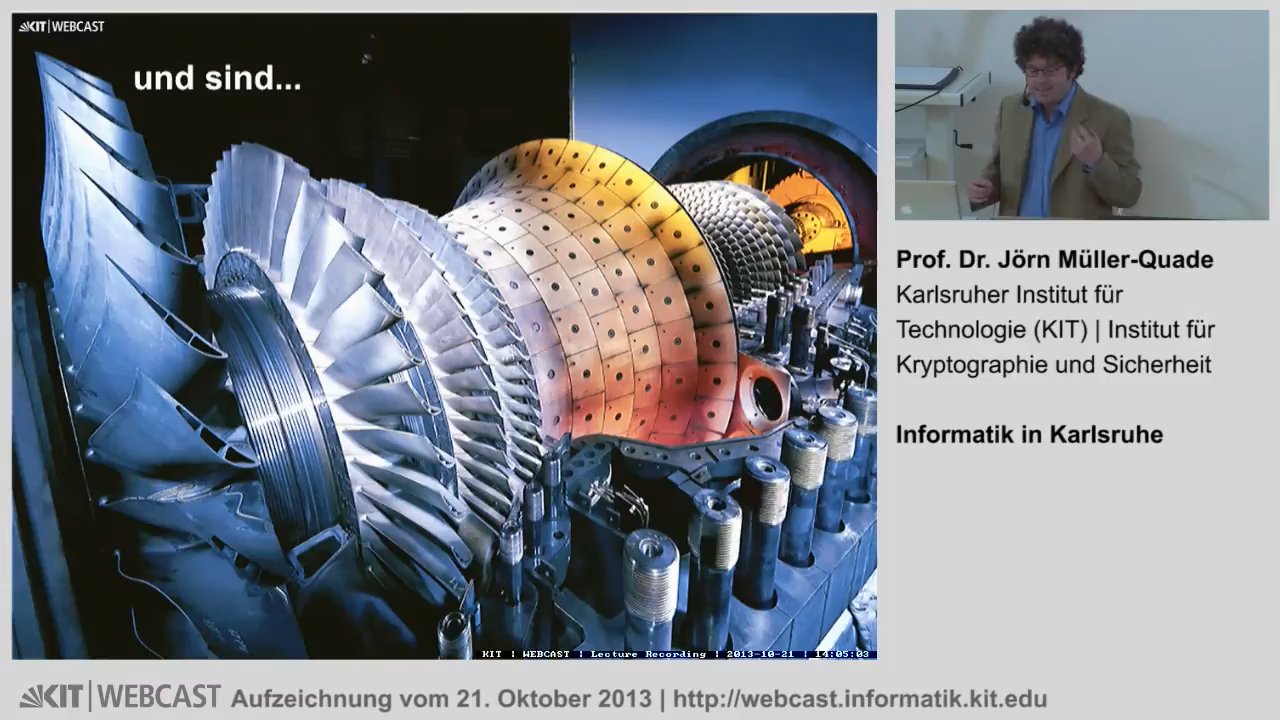 KIT | WEBCAST
und sind...
KIT ¦ WEBCAST ¦ Lecture Recording ¦ 2013-10-21 ¦ 14:05:03
Prof. Dr. Jörn Müller-Quade
Karlsruher Institut für
Technologie (KIT) | Institut für
Kryptographie und Sicherheit
Informatik in Karlsruhe
KIT | WEBCAST Aufzeichnung vom 21. Oktober 2013 | http://webcast.informatik.kit.edu